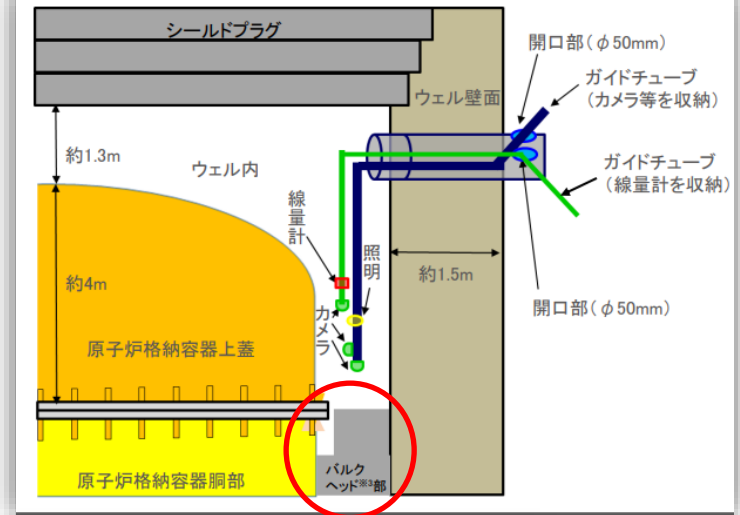 シールドプラグ
開口部(φ50mm)
ガイドチューブ
(カメラ等を収納)
ウェル壁面
約1.3m
ウェル内
ガイドチューブ
(線量計を収納)
線量計
照明
約4m
約1.5m
カメラ
開口部(φ50mm)
原子炉格納容器上蓋
バルク
ヘッド※3部
原子炉格納容器胴部